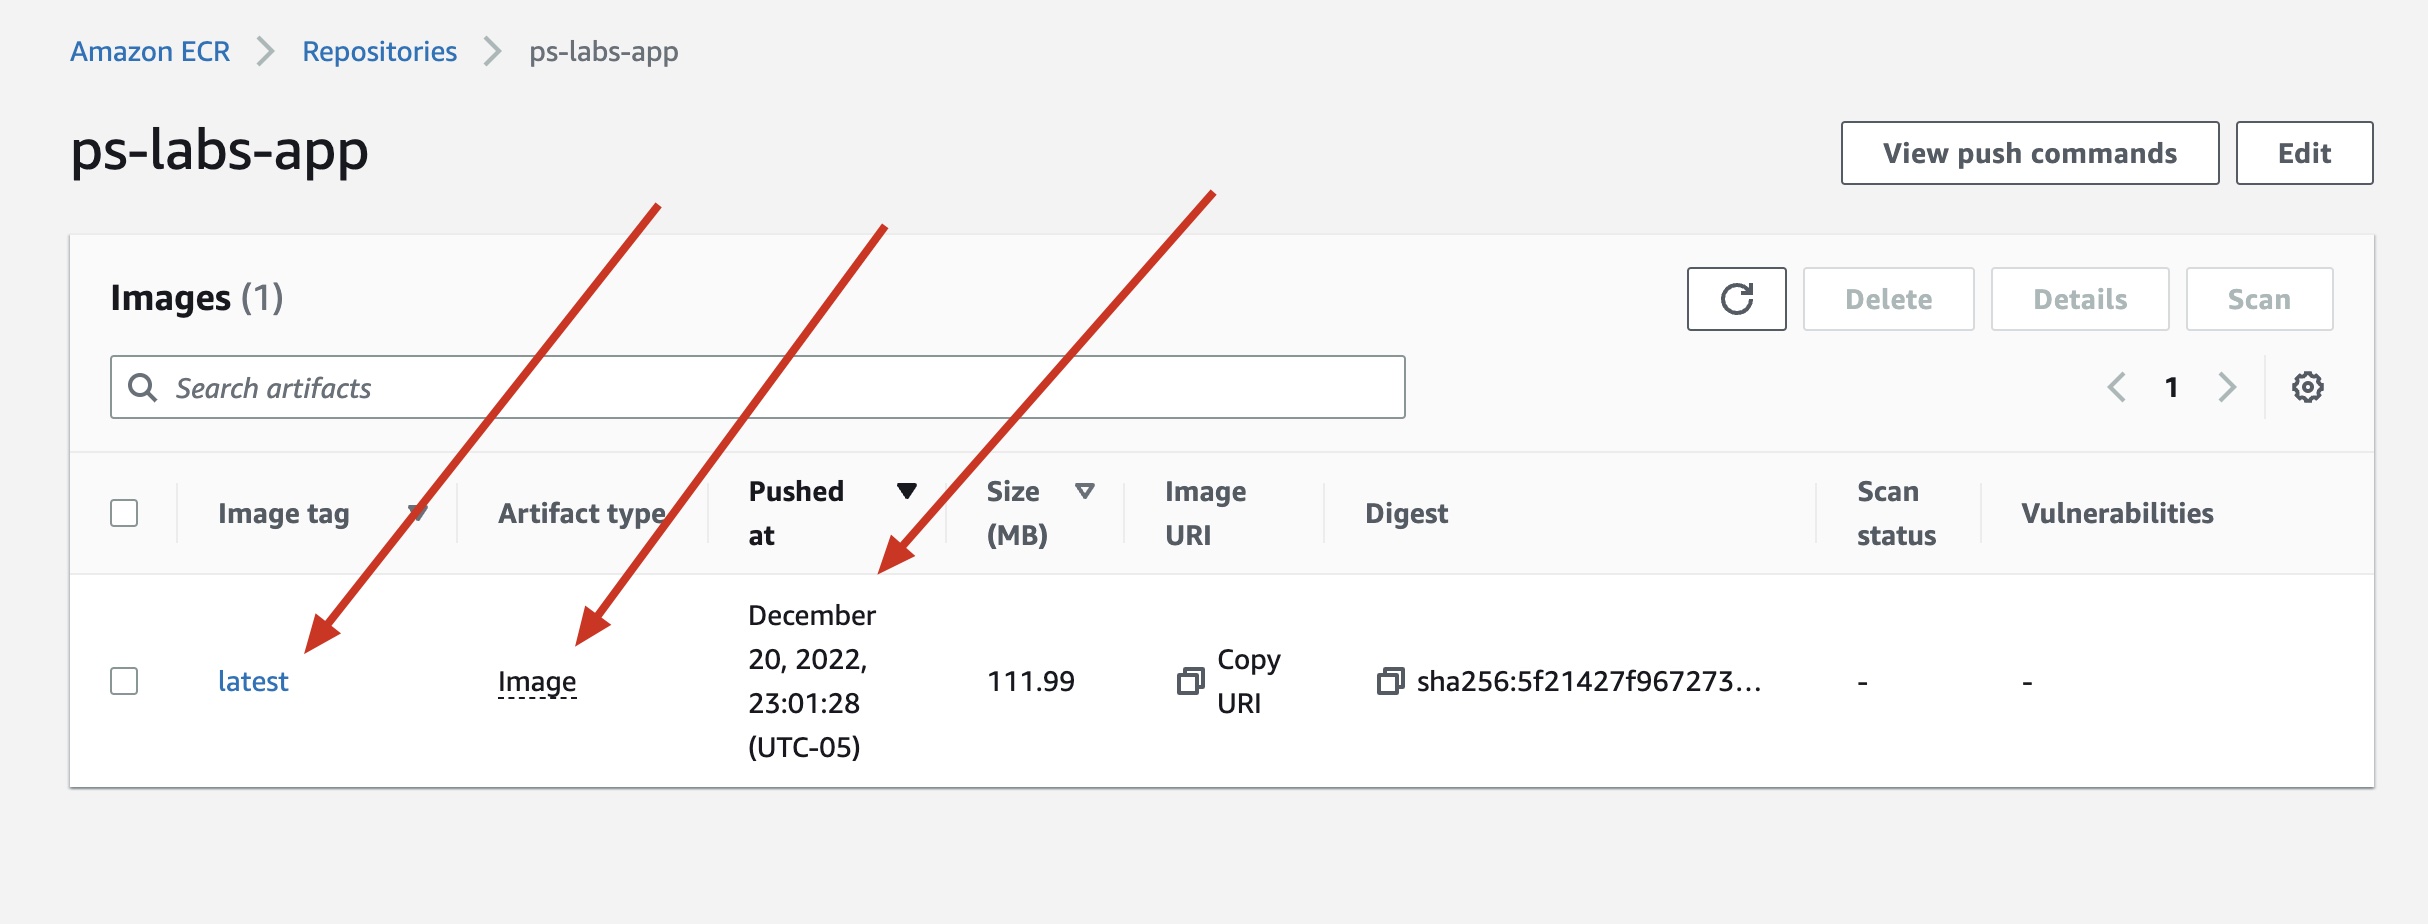 Amazon ECR > Repositories > ps-labs-app
ps-labs-app
View push commands
Edit
Images (1)
Delete
Details
Scan
Search artifacts
1
Image tag
Artifact type
Pushed
at
Size
(MB)
Image
URI
Digest
Scan
status
Vulnerabilities
latest
Image
December
20, 2022,
23:01:28
(UTC-05)
111.99
Copy
URI
sha256:5f21427f967273...
-
-